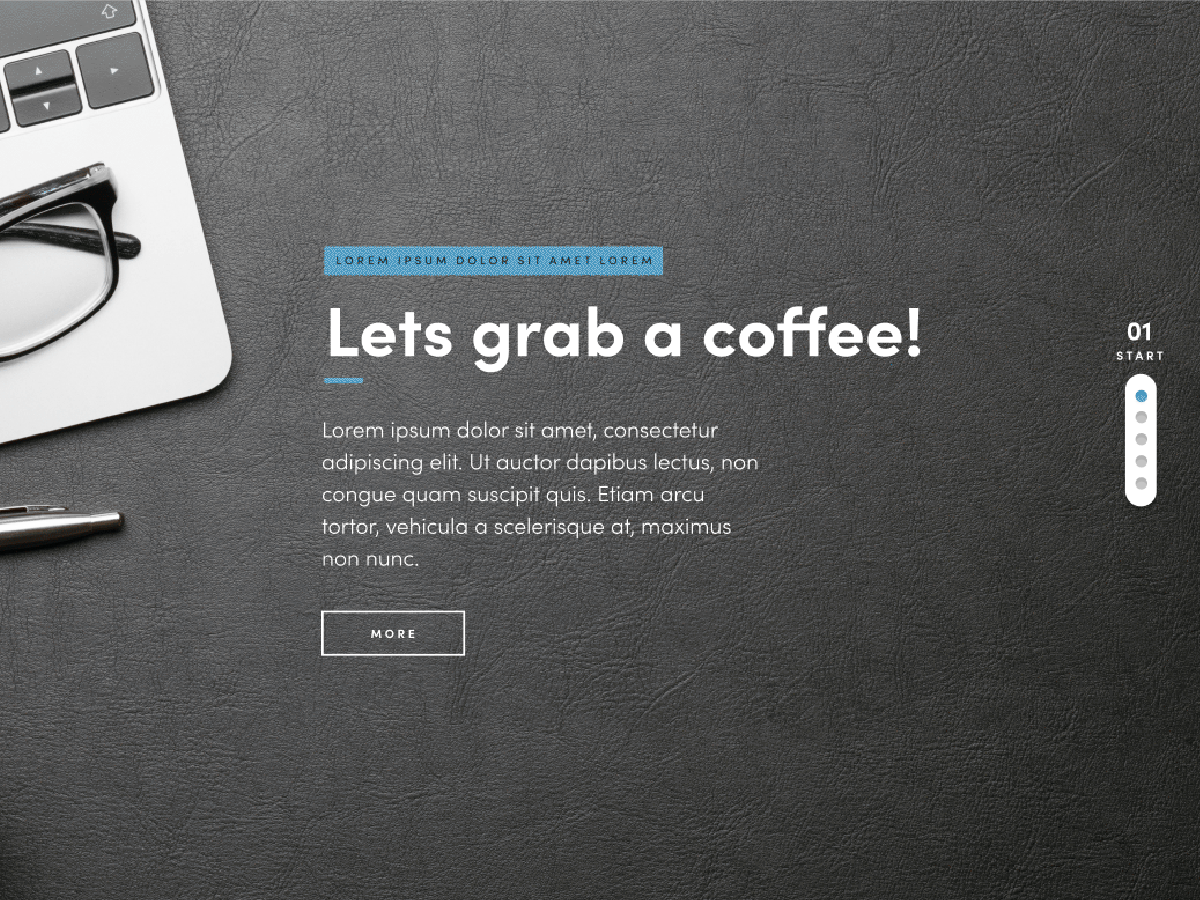 LOREM IPSUM DOLOR SIT AMET LOREM
Lets grab a coffee!
Lorem ipsum dolor sit amet, consectetur
adipiscing elit. Ut auctor dapibus lectus, non
congue quam suscipit quis. Etiam arcu
tortor, vehicula a scelerisque at, maximus
non nunc.
MORE
01
START